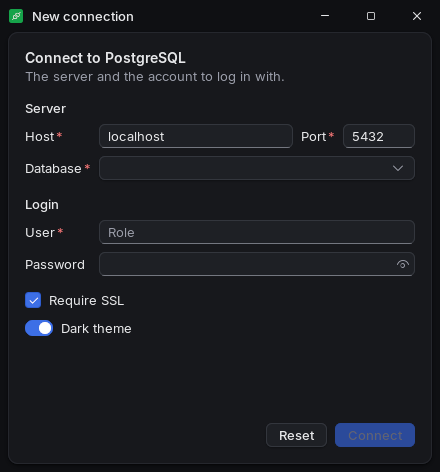 New connection
Connect to PostgreSQL
The server and the account to log in with.
Server
Host * localhost Port * 5432
Database *
Login
User * Role
Password
Require SSL
Dark theme
Reset Connect